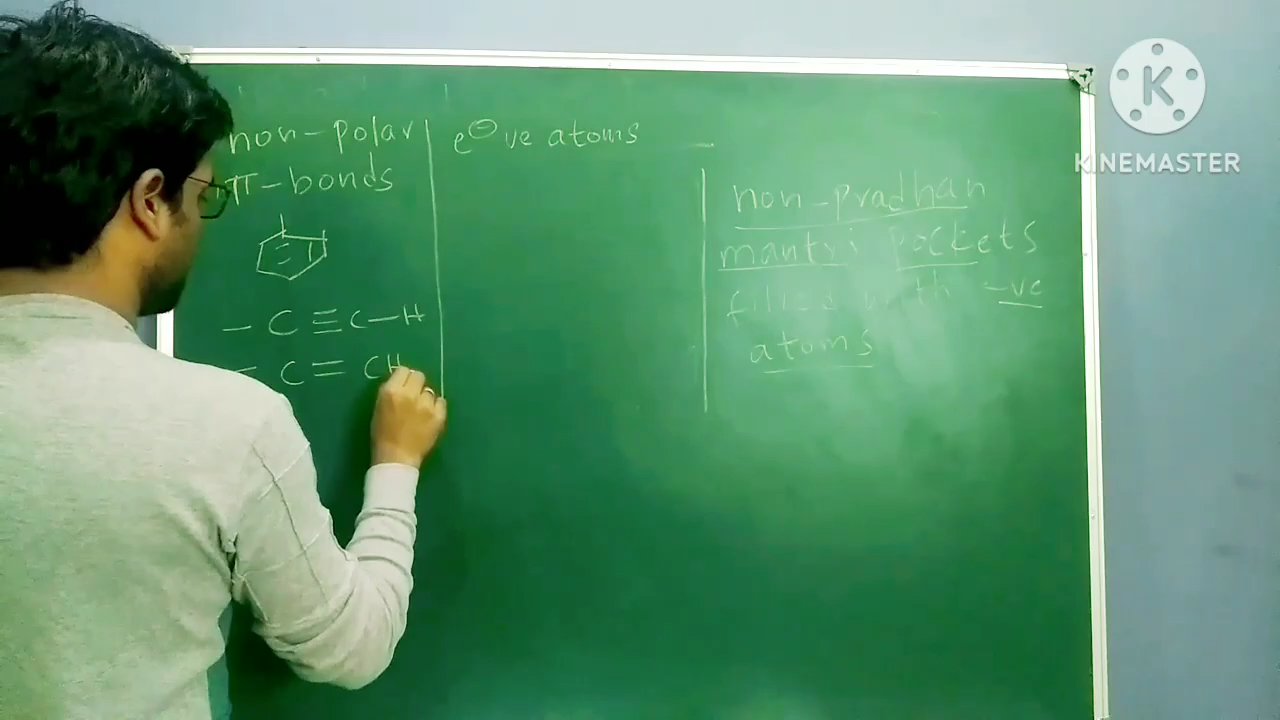 non-polar
π-bonds
– C ≡ C – H
– C = CH
e⊖ve atoms
non-pradhan
mantri pockets
filled with -ve
atoms
K
KINEMASTER